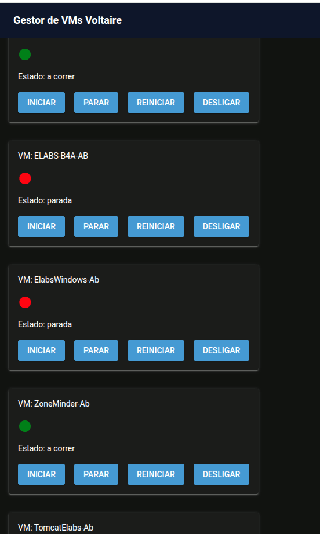 Gestor de VMs Voltaire
Estado: a correr
INICIAR PARAR REINICIAR DESLIGAR
VM: ELABS-B4A-AB
Estado: parada
INICIAR PARAR REINICIAR DESLIGAR
VM: ElabsWindows-Ab
Estado: parada
INICIAR PARAR REINICIAR DESLIGAR
VM: ZoneMinder-Ab
Estado: a correr
INICIAR PARAR REINICIAR DESLIGAR
VM: TomcatElabs-Ab